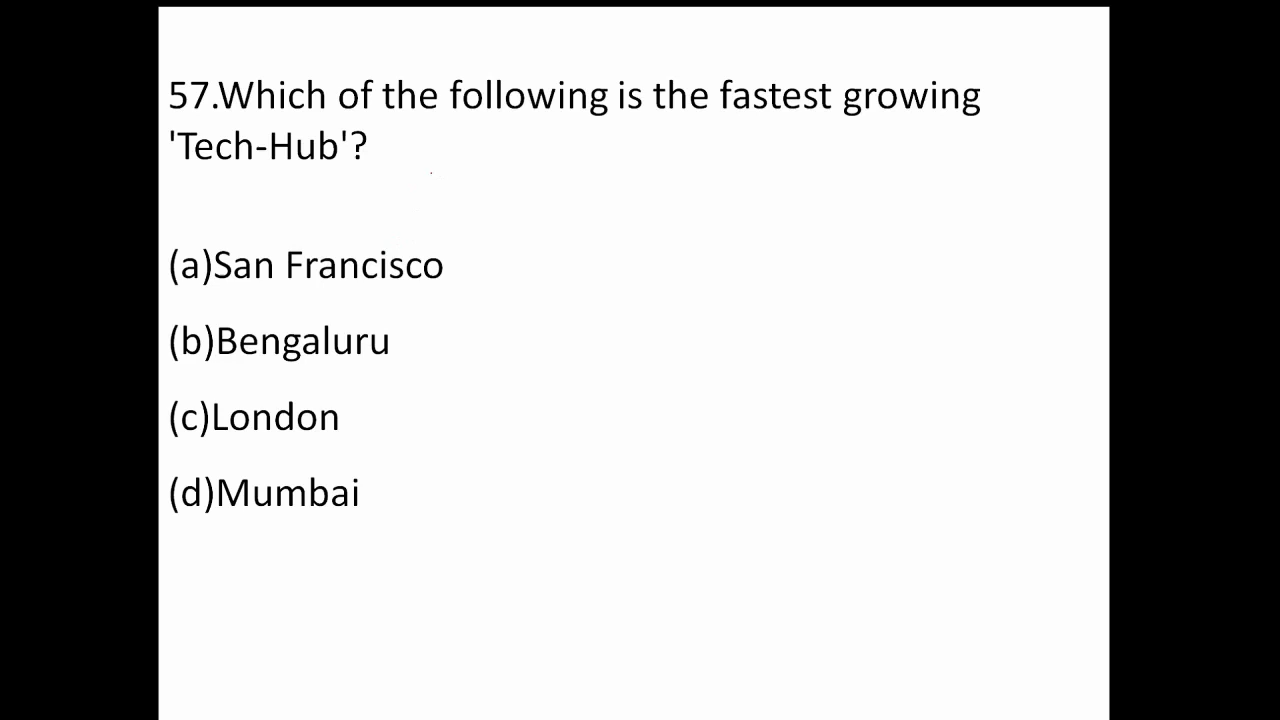 57.Which of the following is the fastest growing
'Tech-Hub'?
(a)San Francisco
(b)Bengaluru
(c)London
(d)Mumbai